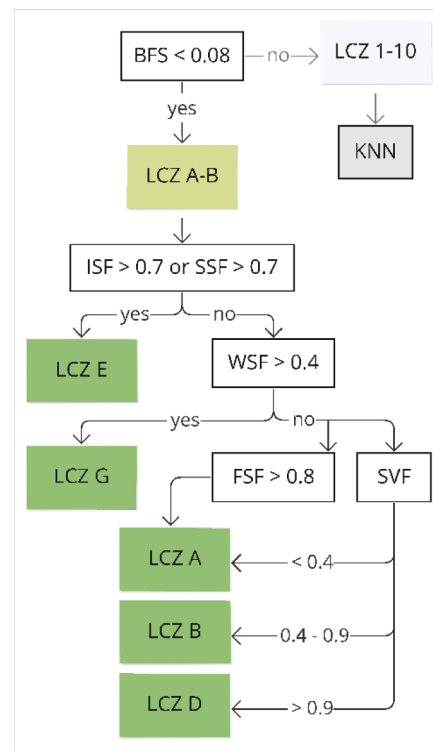 BFS < 0.08
no
LCZ 1-10
yes
KNN
LCZ A-B
ISF > 0.7 or SSF > 0.7
yes
no
LCZ E
WSF > 0.4
yes
no
LCZ G
FSF > 0.8
SVF
LCZ A
< 0.4
LCZ B
0.4 - 0.9
LCZ D
> 0.9